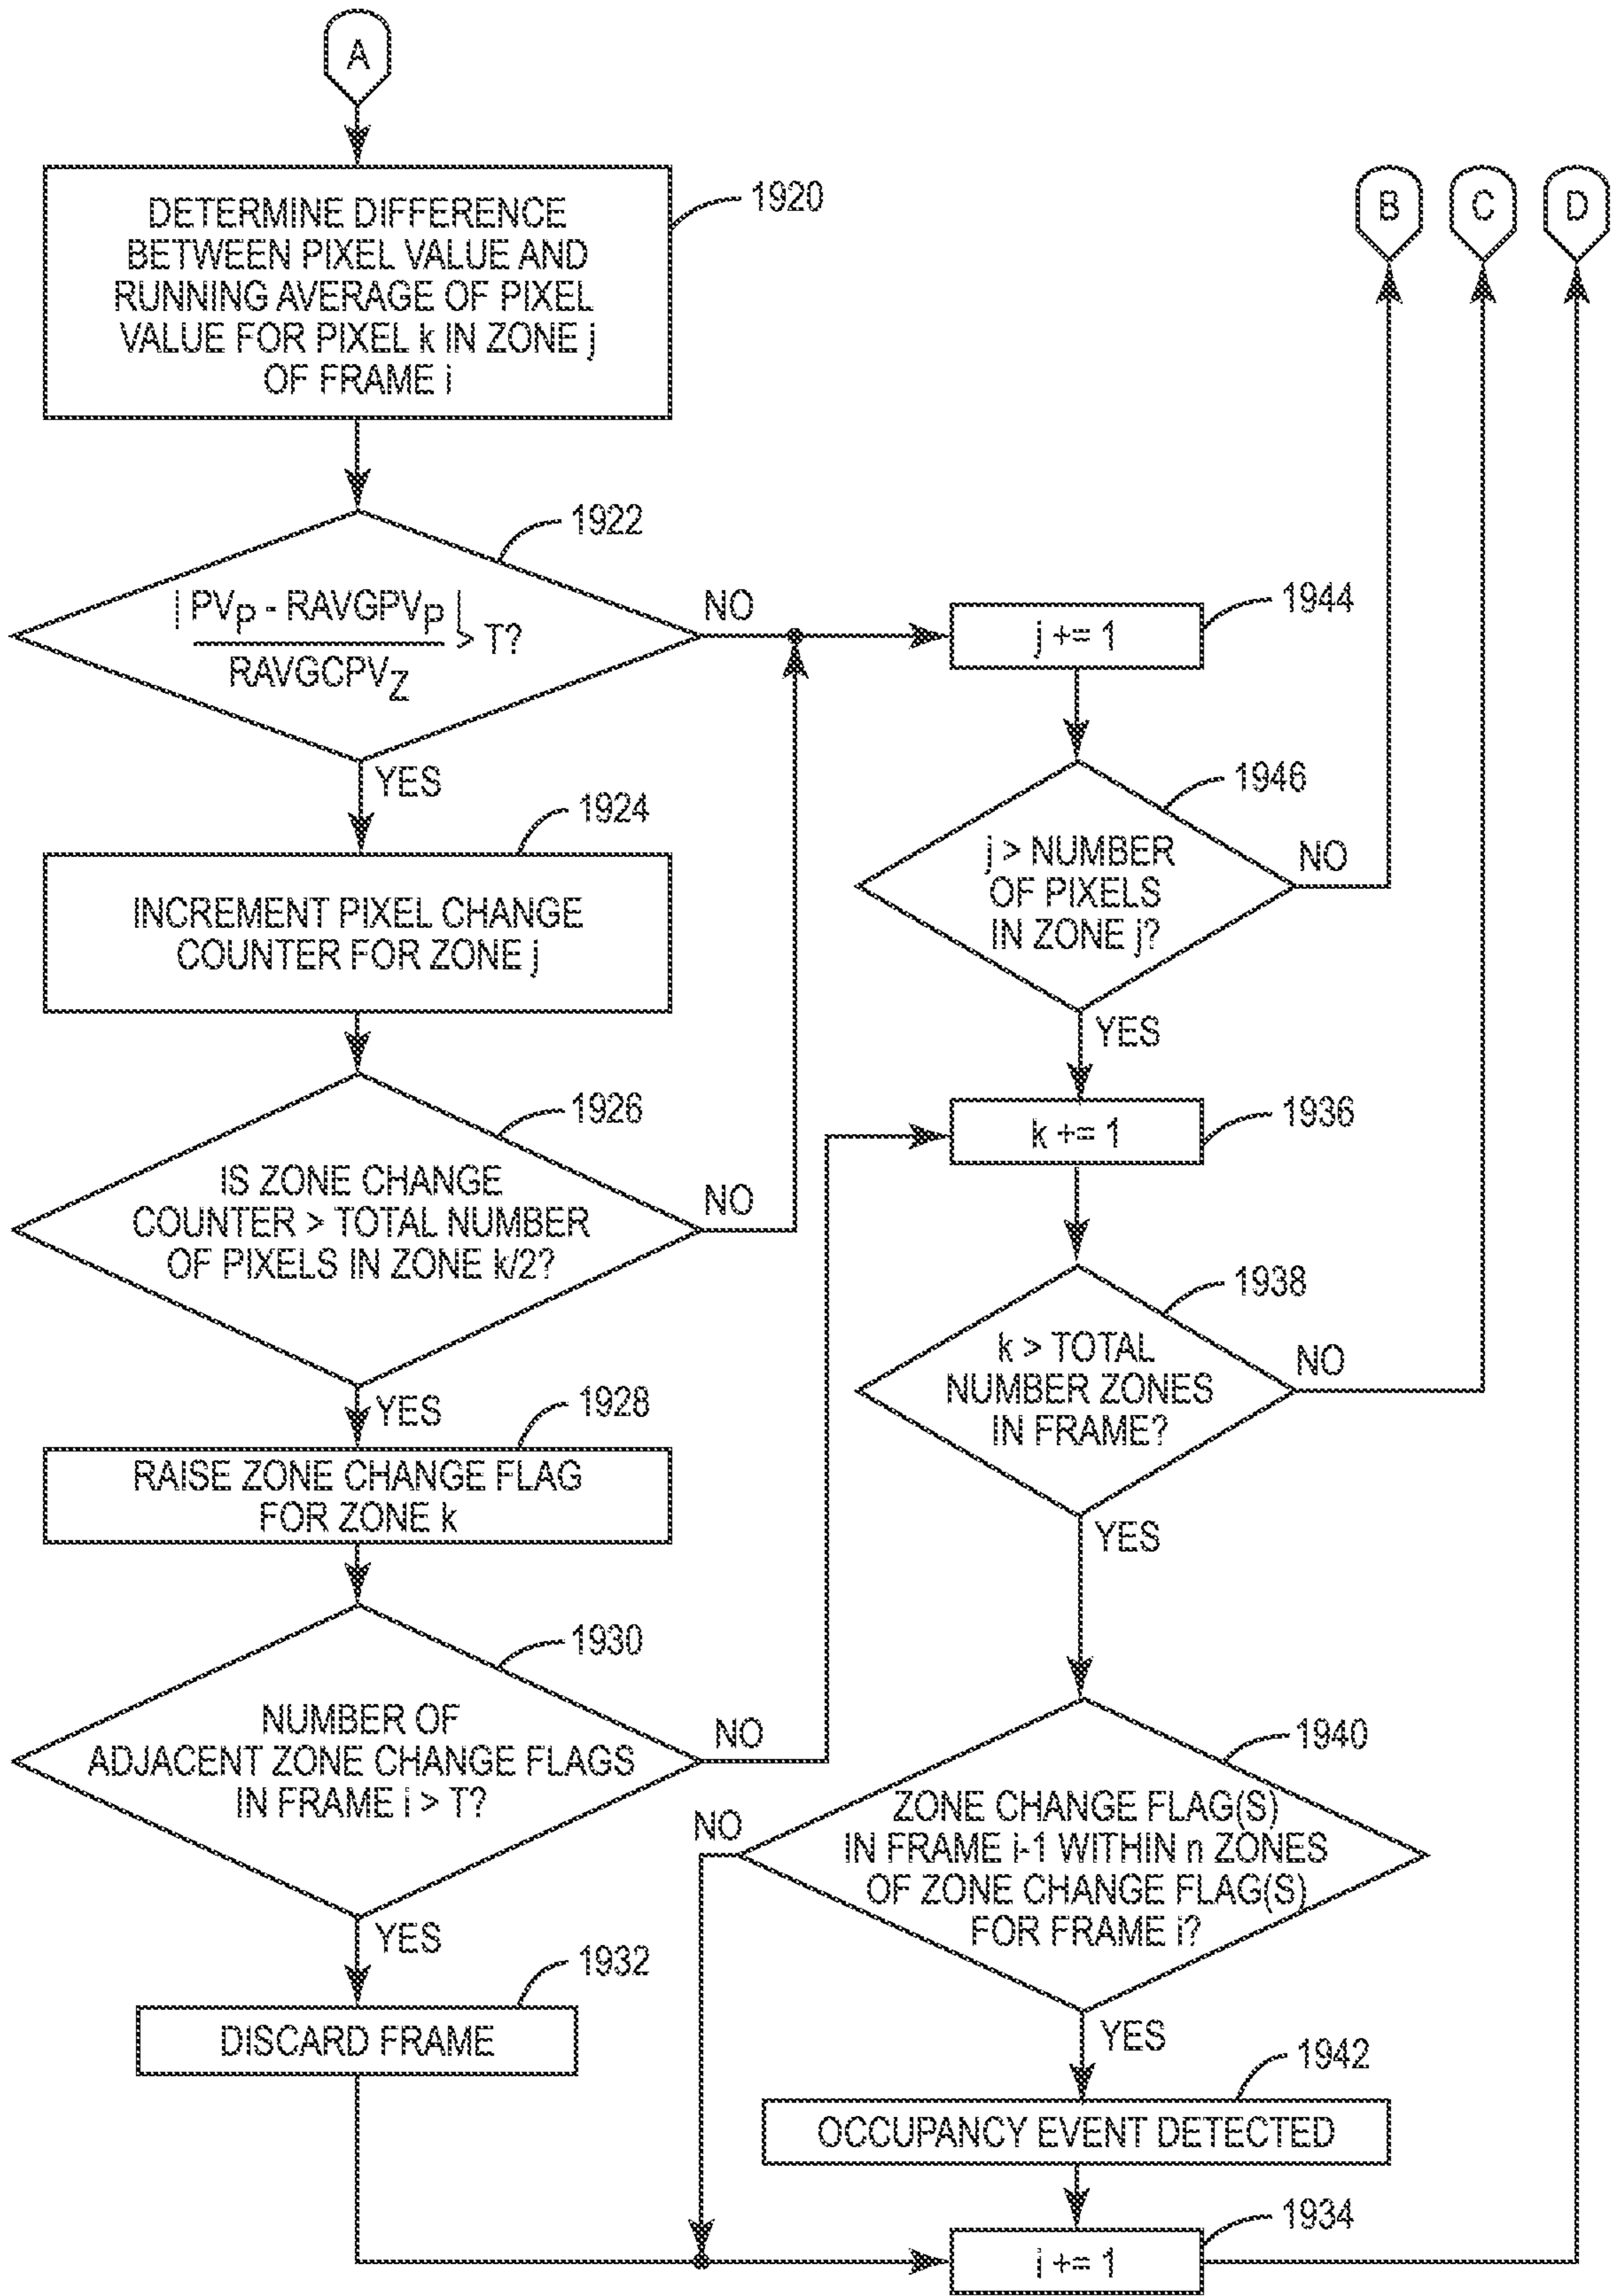 A
DETERMINE DIFFERENCE
BETWEEN PIXEL VALUE AND
RUNNING AVERAGE OF PIXEL
VALUE FOR PIXEL k IN ZONE j
OF FRAME i
1920
B
C
D
| PVP - RAVGPVP |
RAVGCPVZ
> T?
1922
NO
YES
j += 1
1944
INCREMENT PIXEL CHANGE
COUNTER FOR ZONE j
1924
j > NUMBER
OF PIXELS
IN ZONE j?
1946
NO
YES
IS ZONE CHANGE
COUNTER > TOTAL NUMBER
OF PIXELS IN ZONE k/2?
1926
NO
YES
k += 1
1936
RAISE ZONE CHANGE FLAG
FOR ZONE k
1928
k > TOTAL
NUMBER ZONES
IN FRAME?
1938
NO
YES
NUMBER OF
ADJACENT ZONE CHANGE FLAGS
IN FRAME i > T?
1930
NO
YES
ZONE CHANGE FLAG(S)
IN FRAME i-1 WITHIN n ZONES
OF ZONE CHANGE FLAG(S)
FOR FRAME i?
1940
NO
YES
DISCARD FRAME
1932
OCCUPANCY EVENT DETECTED
1942
i += 1
1934